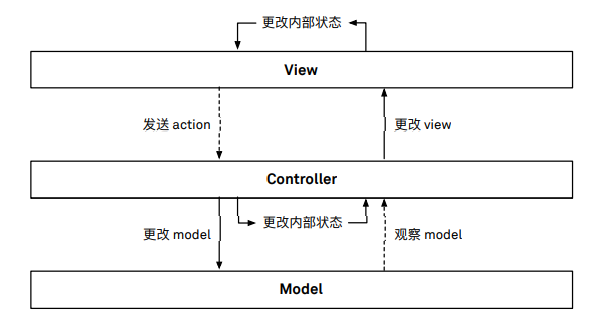 更改内部状态
View
发送 action
更改 view
Controller
更改内部状态
更改 model
观察 model
Model